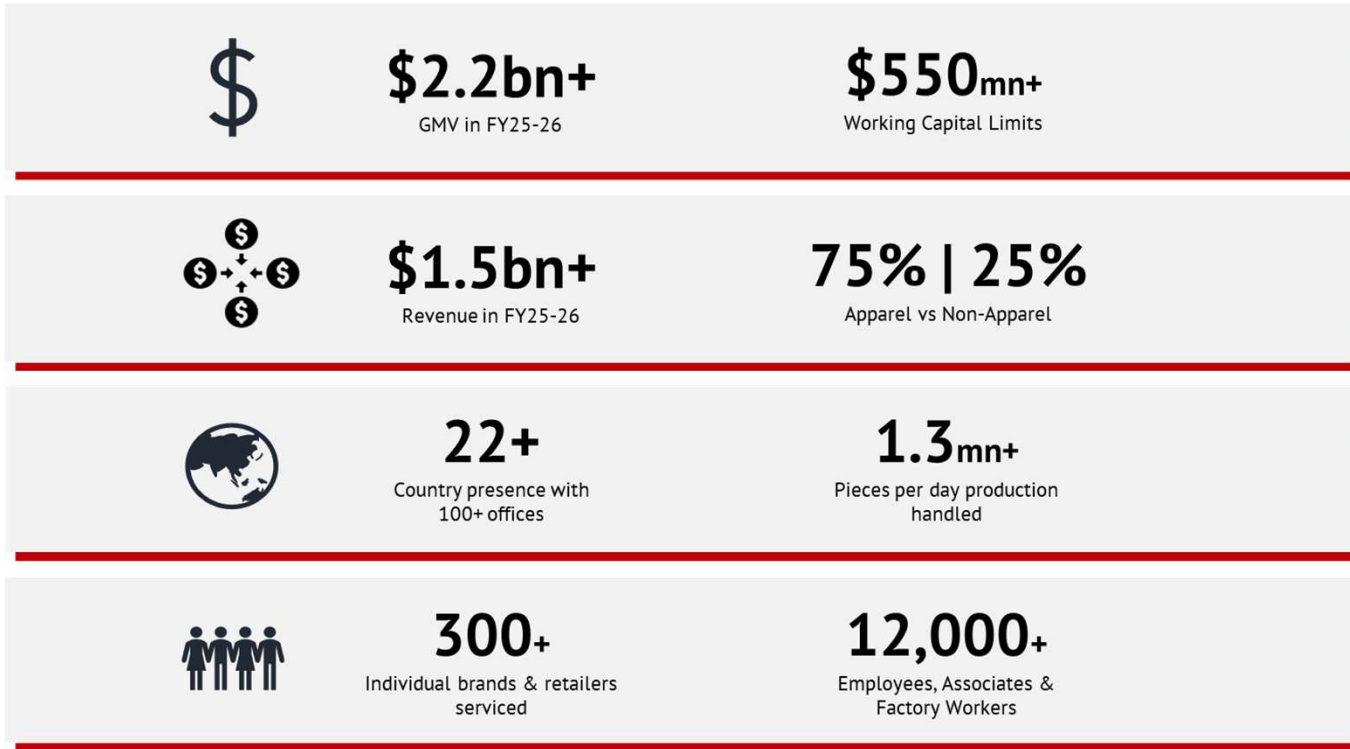 $2.2bn+
GMV in FY25-26
$550mn+
Working Capital Limits
$1.5bn+
Revenue in FY25-26
75% | 25%
Apparel vs Non-Apparel
22+
Country presence with
100+ offices
1.3mn+
Pieces per day production
handled
300+
Individual brands & retailers
serviced
12,000+
Employees, Associates &
Factory Workers